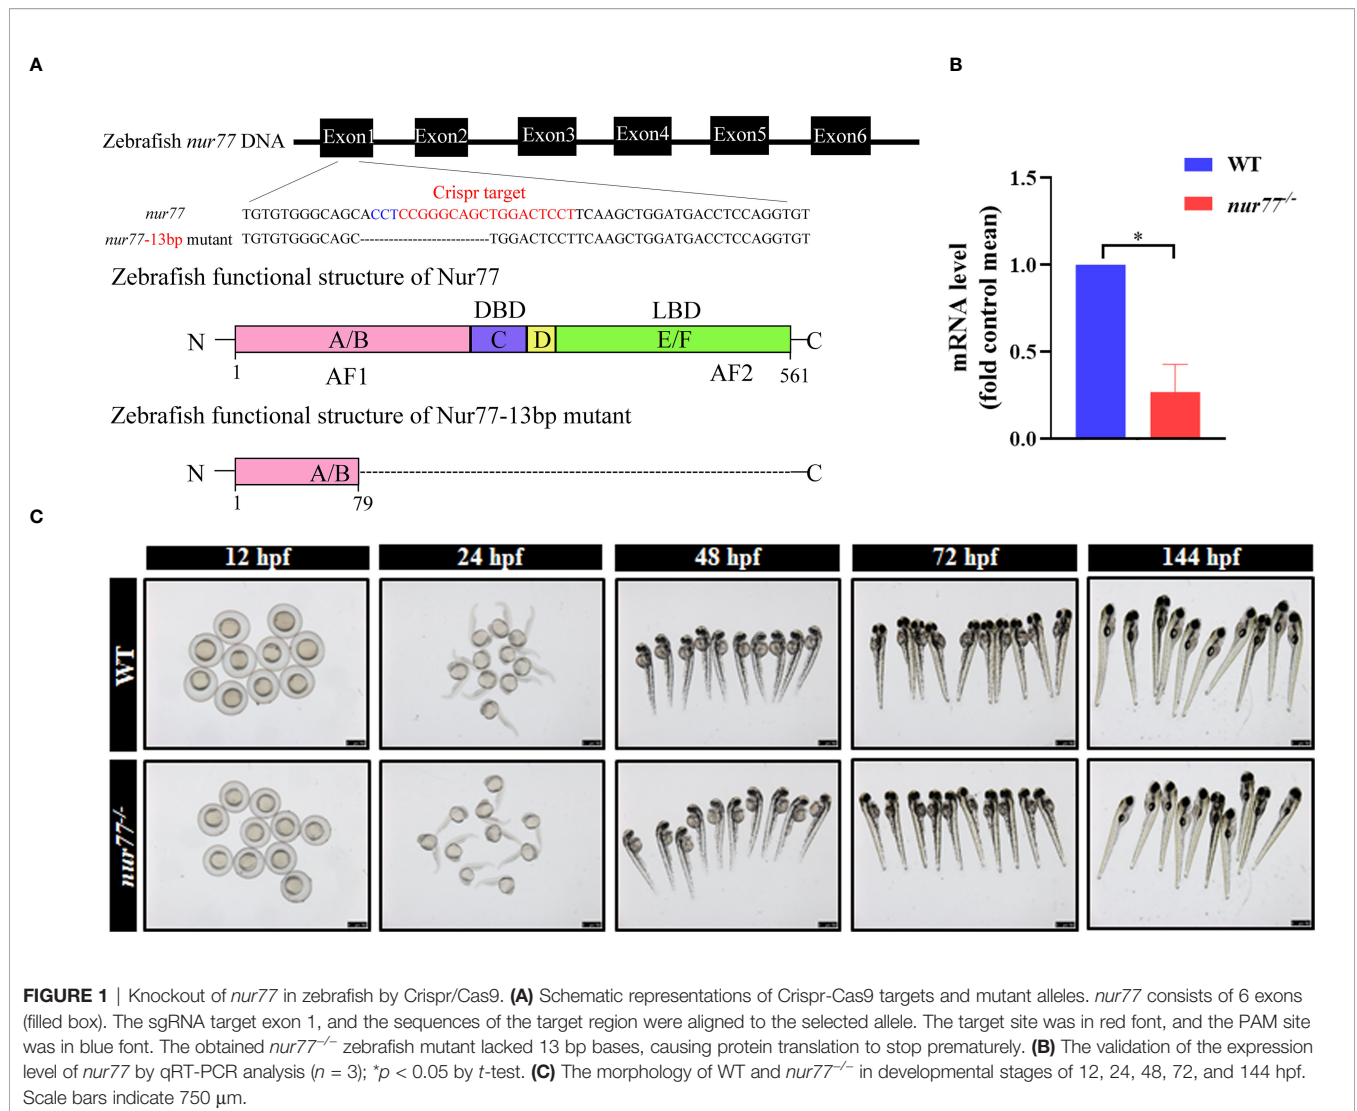 A
Zebrafish nur77 DNA
Exon1 Exon2 Exon3 Exon4 Exon5 Exon6
Crispr target
nur77 TGTGTGGGCAGCACCTCCGGGCAGCTGGACTCCTTCAAGCTGGATGACCTCCAGGTGT
nur77-13bp mutant TGTGTGGGCAGC--------------------------TGGACTCCTTCAAGCTGGATGACCTCCAGGTGT
Zebrafish functional structure of Nur77
DBD LBD
N A/B C D E/F C
1 AF1 AF2 561
Zebrafish functional structure of Nur77-13bp mutant
N A/B C
1 79
B
WT
nur77-/-
mRNA level
(fold control mean)
1.5
1.0
0.5
0.0
*
C
12 hpf 24 hpf 48 hpf 72 hpf 144 hpf
WT
nur77-/-
FIGURE 1 | Knockout of nur77 in zebrafish by Crispr/Cas9. (A) Schematic representations of Crispr-Cas9 targets and mutant alleles. nur77 consists of 6 exons
(filled box). The sgRNA target exon 1, and the sequences of the target region were aligned to the selected allele. The target site was in red font, and the PAM site
was in blue font. The obtained nur77−/− zebrafish mutant lacked 13 bp bases, causing protein translation to stop prematurely. (B) The validation of the expression
level of nur77 by qRT-PCR analysis (n = 3); *p < 0.05 by t-test. (C) The morphology of WT and nur77−/− in developmental stages of 12, 24, 48, 72, and 144 hpf.
Scale bars indicate 750 μm.